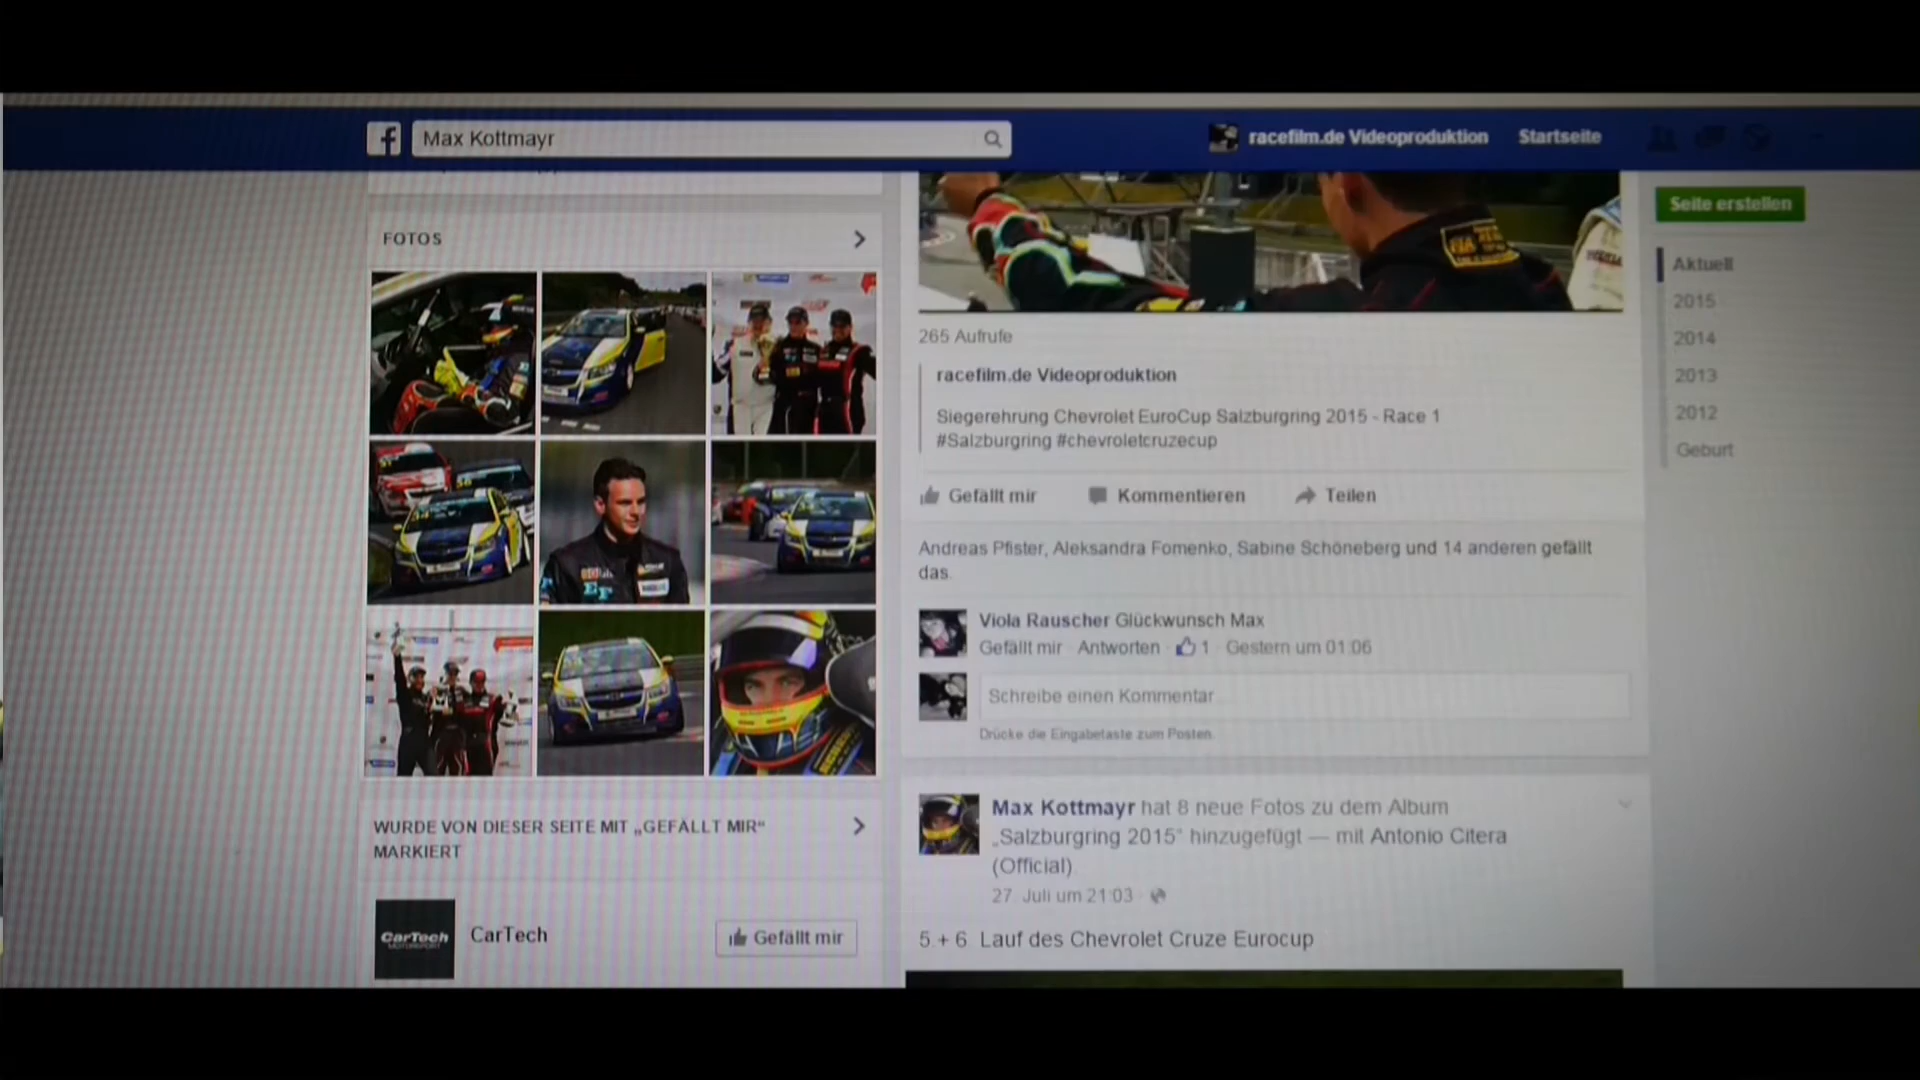 Max Kottmayr
racefilm.de Videoproduktion
Startseite
Seite erstellen
Aktuell
2015
2014
2013
2012
Geburt
FOTOS
WURDE VON DIESER SEITE MIT „GEFÄLLT MIR“
MARKIERT
CarTech
CarTech
Gefällt mir
265 Aufrufe
racefilm.de Videoproduktion
Siegerehrung Chevrolet EuroCup Salzburgring 2015 - Race 1
#Salzburgring #chevroletcruzecup
Gefällt mir Kommentieren Teilen
Andreas Pfister, Aleksandra Fomenko, Sabine Schöneberg und 14 anderen gefällt
das.
Viola Rauscher Glückwunsch Max
Gefällt mir · Antworten · 1 · Gestern um 01:06
Schreibe einen Kommentar
Drücke die Eingabetaste zum Posten.
Max Kottmayr hat 8 neue Fotos zu dem Album
„Salzburgring 2015“ hinzugefügt — mit Antonio Citera
(Official).
27. Juli um 21:03 ·
5.+ 6. Lauf des Chevrolet Cruze Eurocup